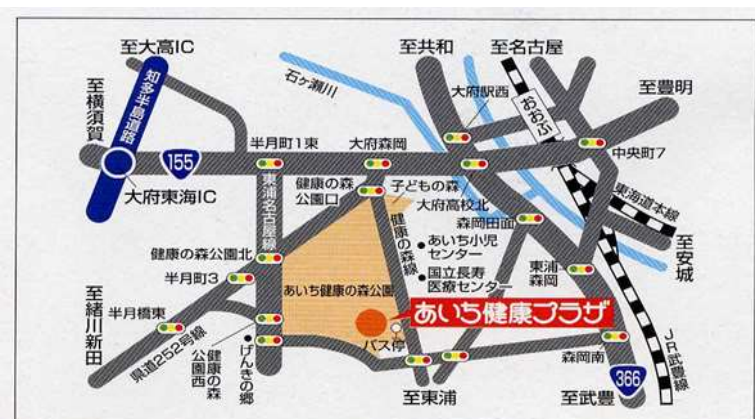 至大高IC
至共和
至名古屋
至豊明
至横須賀
知多半島道路
石ヶ瀬川
大府駅西
おおぶ
155
半月町1東
大府森岡
中央町7
大府東海IC
東浦名古屋線
健康の森
公園口
子どもの森
大府高校北
東海道本線
森岡田面
健康の森線
あいち小児
センター
健康の森公園北
半月町3
国立長寿
医療センター
東浦
森岡
至安城
あいち健康の森公園
至緒川新田
半月橋東
県道252号線
健康の森
公園西
げんきの郷
あいち健康プラザ
バス停
森岡南
JR武豊線
至東浦
至武豊
366